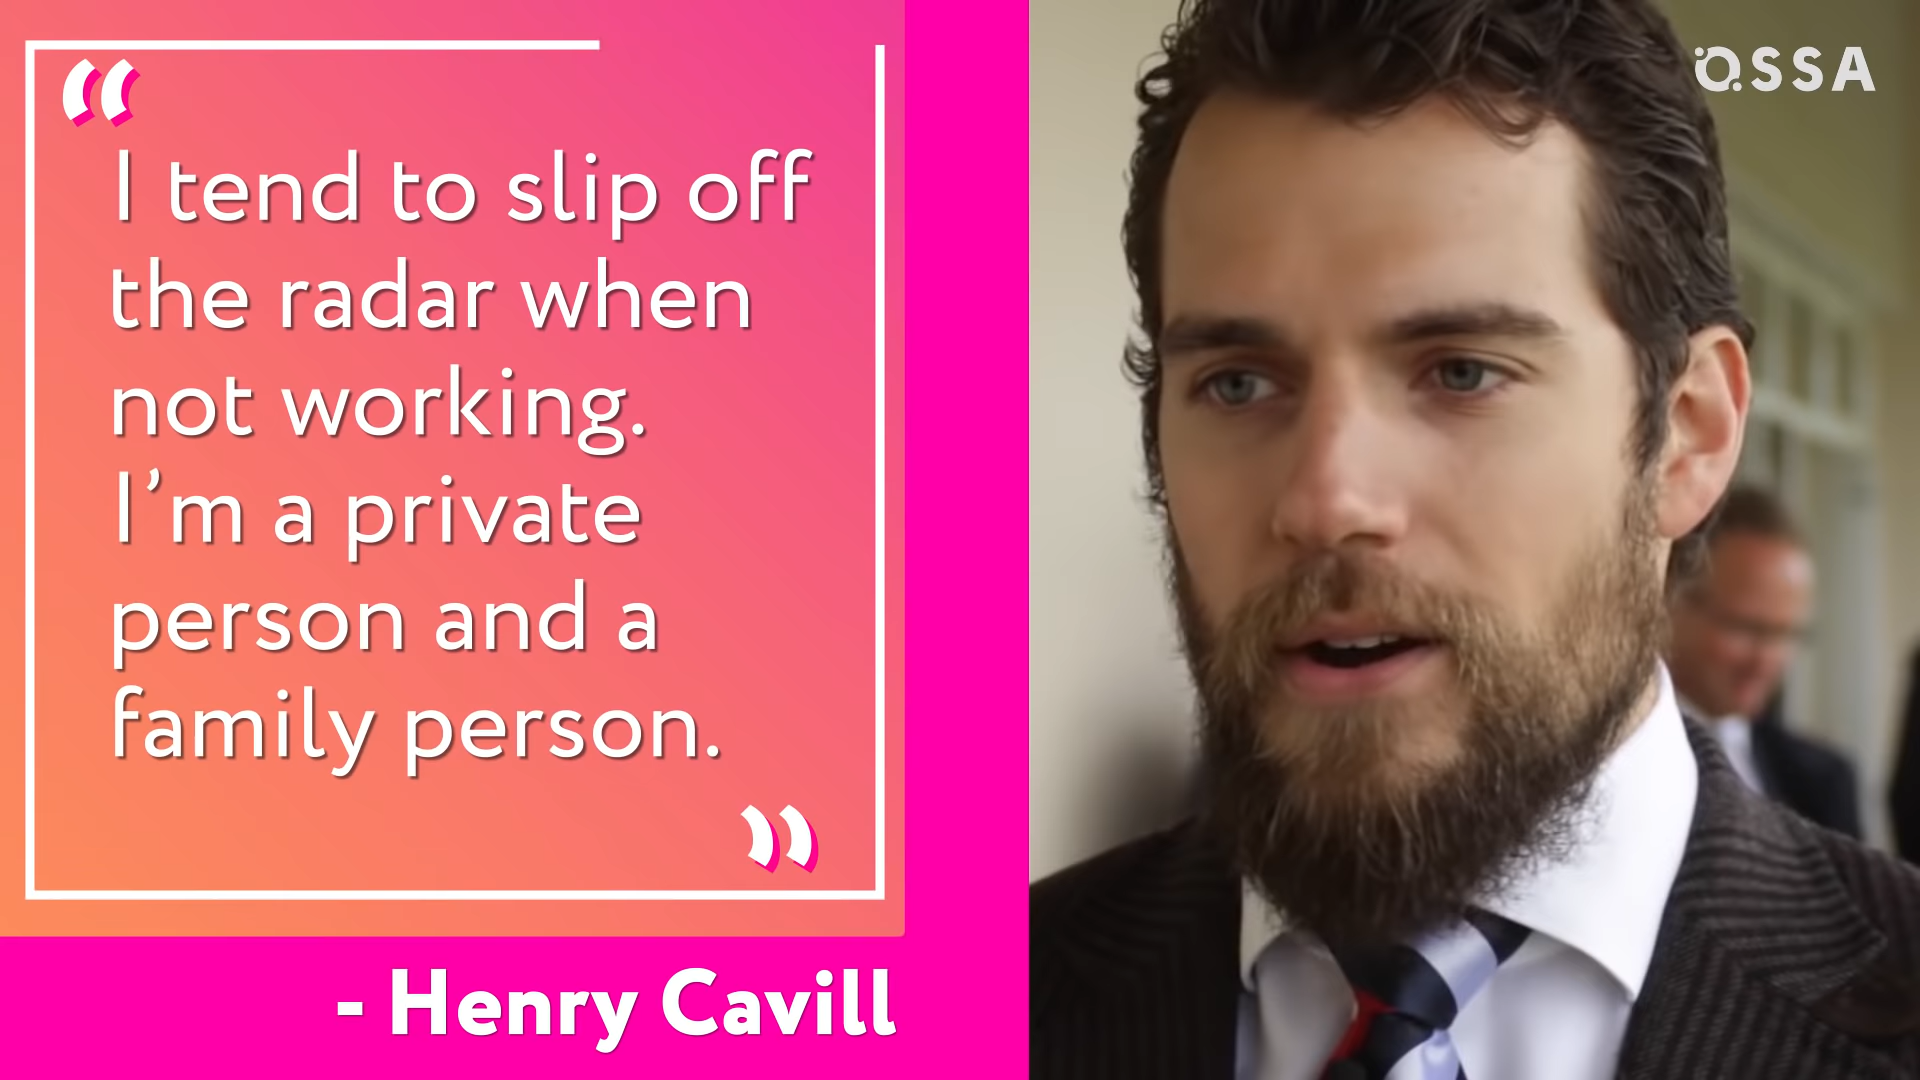 “
I tend to slip off
the radar when
not working.
I’m a private
person and a
family person.
”
- Henry Cavill
OSSA